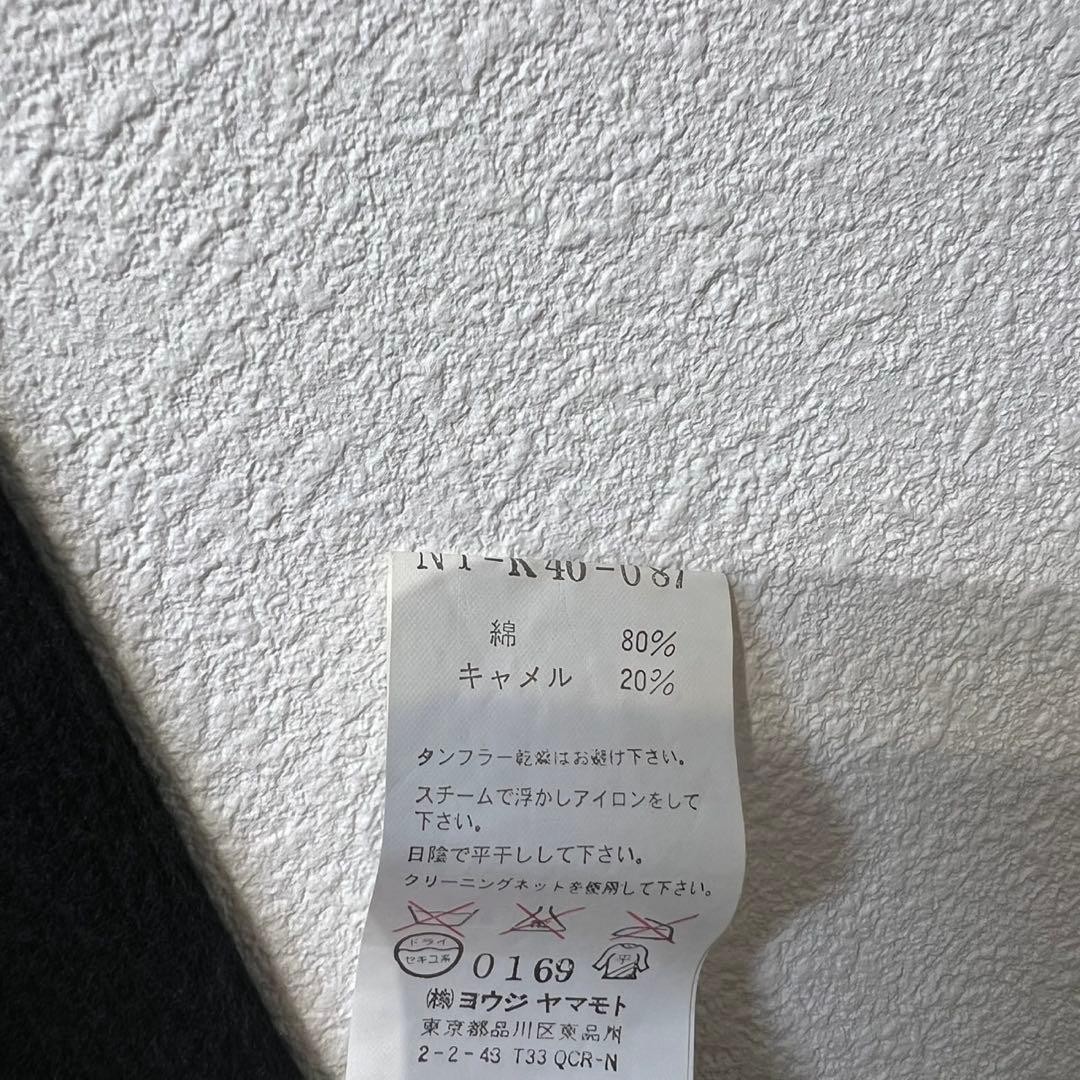 NY-K40-087
綿 80%
キャメル 20%
タンブラー乾燥はお避け下さい。
スチームで浮かしアイロンをして
下さい。
日陰で平干しして下さい。
クリーニングネットを使用して下さい。
ドライ
セキユ系
0169
平
㈱ヨウジ ヤマモト
東京都品川区東品川
2-2-43 T33 QCR-N